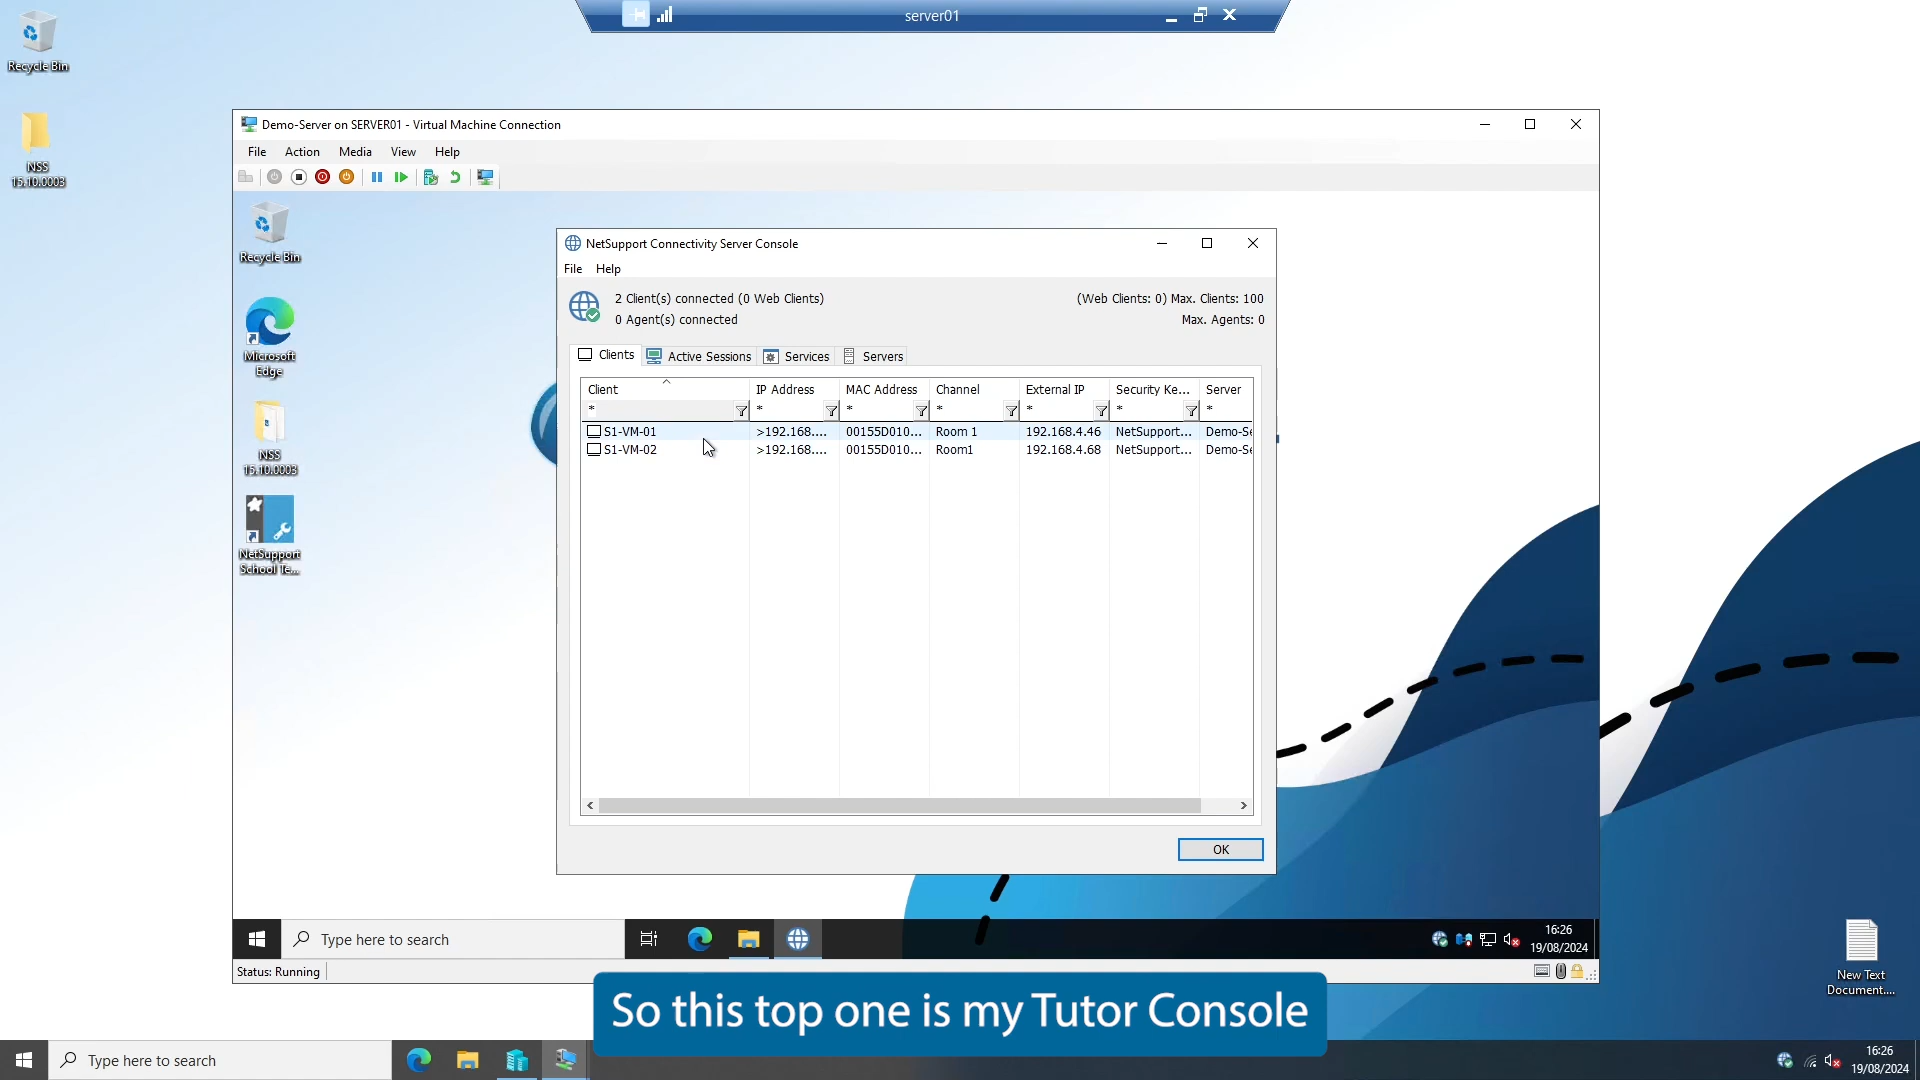 server01
Recycle Bin
NSS
15.10.0003
Demo-Server on SERVER01 - Virtual Machine Connection
File Action Media View Help
Recycle Bin
Microsoft
Edge
NSS
15.10.0003
NetSupport
School Te...
NetSupport Connectivity Server Console
File Help
2 Client(s) connected (0 Web Clients)
(Web Clients: 0) Max. Clients: 100
0 Agent(s) connected
Max. Agents: 0
Clients Active Sessions Services Servers
Client IP Address MAC Address Channel External IP Security Ke... Server
* * * * * * *
S1-VM-01 >192.168.... 00155D010... Room 1 192.168.4.46 NetSupport... Demo-Se
S1-VM-02 >192.168.... 00155D010... Room1 192.168.4.68 NetSupport... Demo-Se
OK
Type here to search
16:26
19/08/2024
Status: Running
New Text
Document....
So this top one is my Tutor Console
Type here to search
16:26
19/08/2024